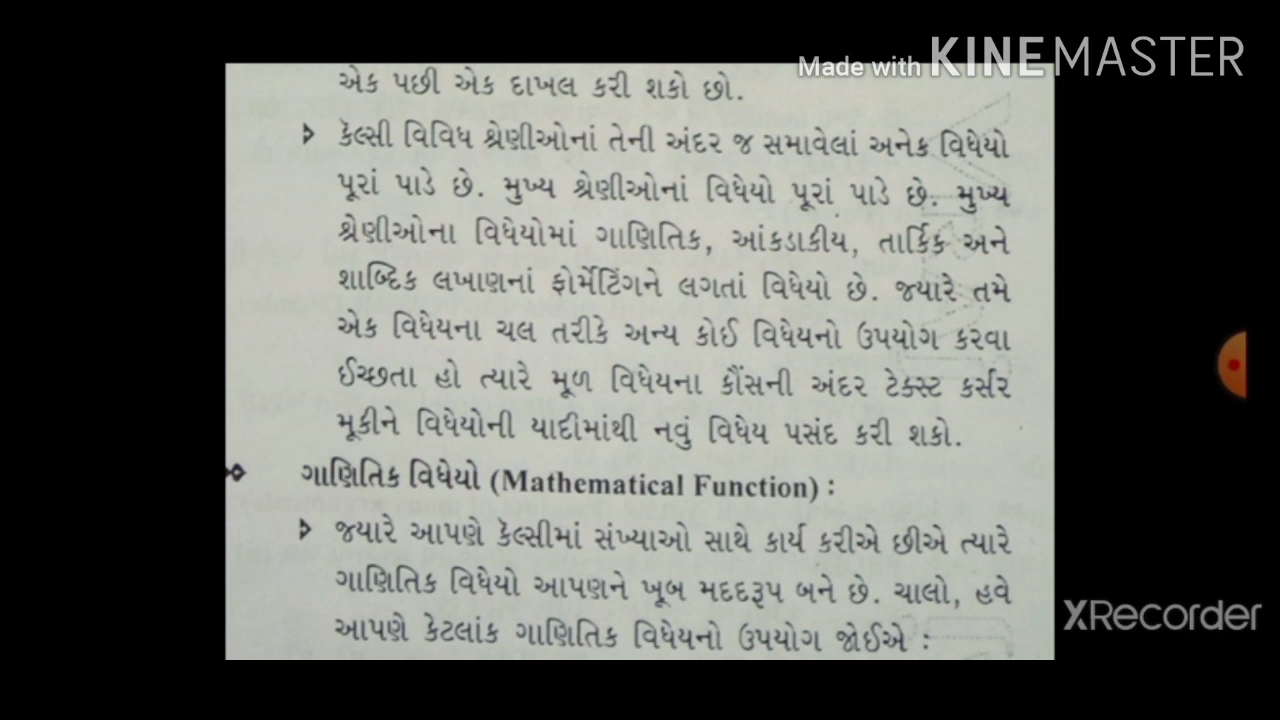 Made with KINEMASTER
એક પછી એક દાખલ કરી શકો છો.
કૅલ્સી વિવિધ શ્રેણીઓનાં તેની અંદર જ સમાવેલાં અનેક વિધેયો
પૂરાં પાડે છે. મુખ્ય શ્રેણીઓનાં વિધેયો પૂરાં પાડે છે. મુખ્ય
શ્રેણીઓના વિધેયોમાં ગાણિતિક, આંકડાકીય, તાર્કિક અને
શાબ્દિક લખાણનાં ફોર્મેટિંગને લગતાં વિધેયો છે. જયારે તમે
એક વિધેયના ચલ તરીકે અન્ય કોઈ વિધેયનો ઉપયોગ કરવા
ઈચ્છતા હો ત્યારે મૂળ વિધેયના કૌંસની અંદર ટેક્સ્ટ કર્સર
મૂકીને વિધેયોની યાદીમાંથી નવું વિધેય પસંદ કરી શકો.
ગાણિતિક વિધેયો (Mathematical Function) :
જયારે આપણે કૅલ્સીમાં સંખ્યાઓ સાથે કાર્ય કરીએ છીએ ત્યારે
ગાણિતિક વિધેયો આપણને ખૂબ મદદરૂપ બને છે. ચાલો, હવે
આપણે કેટલાંક ગાણિતિક વિધેયનો ઉપયોગ જોઈએ :
XRecorder